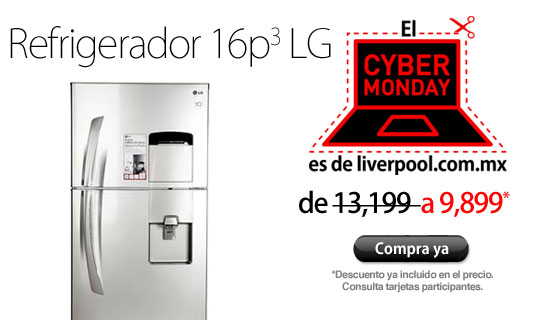 Refrigerador 16p³ LG
El
CYBER
MONDAY
es de liverpool.com.mx
de 13,199 a 9,899*
Compra ya
*Descuento ya incluido en el precio.
Consulta tarjetas participantes.
LG